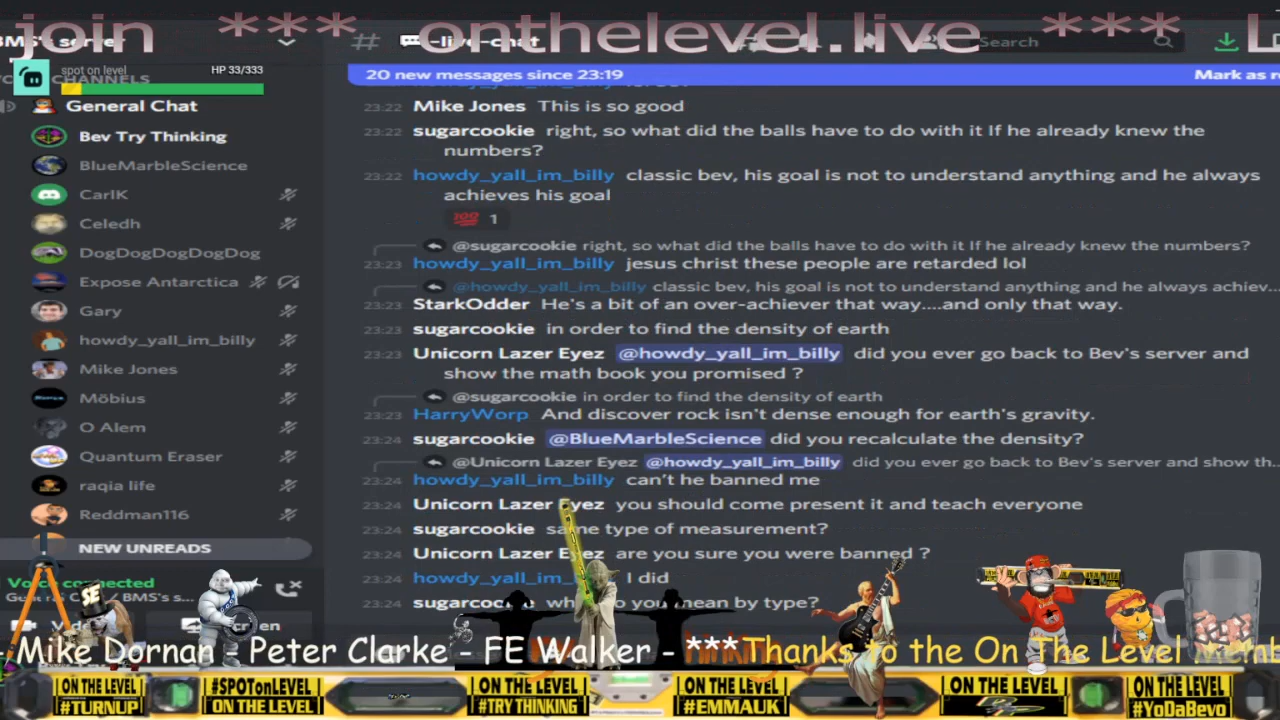 join *** onthelevel.live *** L
BMS's serve
# -live-chat
Search
spot on level
HP 33/333
CHANNELS
20 new messages since 23:19
Mark as re
General Chat
Bev Try Thinking
BlueMarbleScience
CarlK
Celedh
DogDogDogDogDog
Expose Antarctica
Gary
howdy_yall_im_billy
Mike Jones
Möbius
O Alem
Quantum Eraser
raqia life
Reddman116
NEW UNREADS
Voice connected
/ BMS's s...
23:22 Mike Jones This is so good
23:22 sugarcookie right, so what did the balls have to do with it If he already knew the
numbers?
23:22 howdy_yall_im_billy classic bev, his goal is not to understand anything and he always
achieves his goal
💯 1
@sugarcookie right, so what did the balls have to do with it If he already knew the numbers?
23:23 howdy_yall_im_billy jesus christ these people are retarded lol
@howdy_yall_im_billy classic bev, his goal is not to understand anything and he always achiev...
23:23 StarkOdder He's a bit of an over-achiever that way....and only that way.
23:23 sugarcookie in order to find the density of earth
23:23 Unicorn Lazer Eyez @howdy_yall_im_billy did you ever go back to Bev's server and
show the math book you promised ?
@sugarcookie in order to find the density of earth
23:23 HarryWorp And discover rock isn't dense enough for earth's gravity.
23:24 sugarcookie @BlueMarbleScience did you recalculate the density?
@Unicorn Lazer Eyez @howdy_yall_im_billy did you ever go back to Bev's server and show th...
23:24 howdy_yall_im_billy can't he banned me
23:24 Unicorn Lazer Eyez you should come present it and teach everyone
23:24 sugarcookie same type of measurement?
23:24 Unicorn Lazer Eyez are you sure you were banned ?
23:24 howdy_yall_im_ I did
23:24 sugarcoo you mean by type?
SE
- Mike Dornan - Peter Clarke - FE Walker - ***Thanks to the On The Level memb
ON THE LEVEL
#TURNUP
#SPOTonLEVEL
ON THE LEVEL
ON THE LEVEL
#TRY THINKING
ON THE LEVEL
#EMMAUK
ON THE LEVEL
ON THE LEVEL
#YoDaBevo